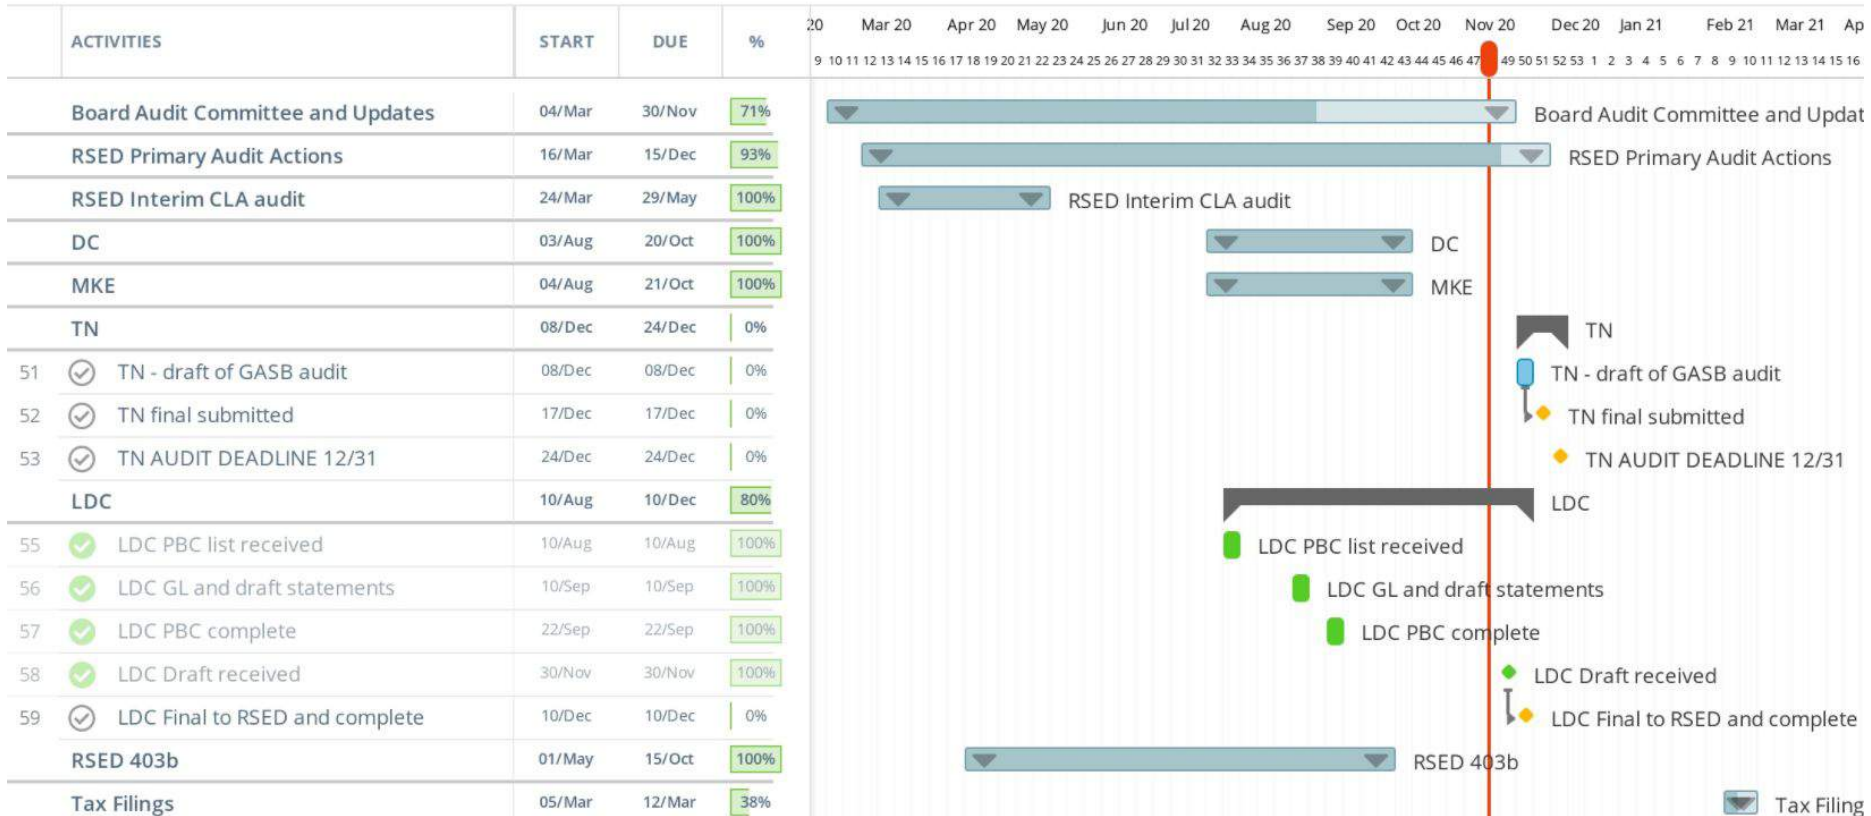 20 Mar 20 Apr 20 May 20 Jun 20 Jul 20 Aug 20 Sep 20 Oct 20 Nov 20 Dec 20 Jan 21 Feb 21 Mar 21 Ap
ACTIVITIES START DUE %
9 10 11 12 13 14 15 16 17 18 19 20 21 22 23 24 25 26 27 28 29 30 31 32 33 34 35 36 37 38 39 40 41 42 43 44 45 46 47 49 50 51 52 53 1 2 3 4 5 6 7 8 9 10 11 12 13 14 15 16
Board Audit Committee and Updates 04/Mar 30/Nov 71% Board Audit Committee and Updat
RSED Primary Audit Actions 16/Mar 15/Dec 93% RSED Primary Audit Actions
RSED Interim CLA audit 24/Mar 29/May 100% RSED Interim CLA audit
DC 03/Aug 20/Oct 100% DC
MKE 04/Aug 21/Oct 100% MKE
TN 08/Dec 24/Dec 0% TN
51 TN - draft of GASB audit 08/Dec 08/Dec 0% TN - draft of GASB audit
52 TN final submitted 17/Dec 17/Dec 0% TN final submitted
53 TN AUDIT DEADLINE 12/31 24/Dec 24/Dec 0% TN AUDIT DEADLINE 12/31
LDC 10/Aug 10/Dec 80% LDC
55 LDC PBC list received 10/Aug 10/Aug 100% LDC PBC list received
56 LDC GL and draft statements 10/Sep 10/Sep 100% LDC GL and draft statements
57 LDC PBC complete 22/Sep 22/Sep 100% LDC PBC complete
58 LDC Draft received 30/Nov 30/Nov 100% LDC Draft received
59 LDC Final to RSED and complete 10/Dec 10/Dec 0% LDC Final to RSED and complete
RSED 403b 01/May 15/Oct 100% RSED 403b
Tax Filings 05/Mar 12/Mar 38% Tax Filing